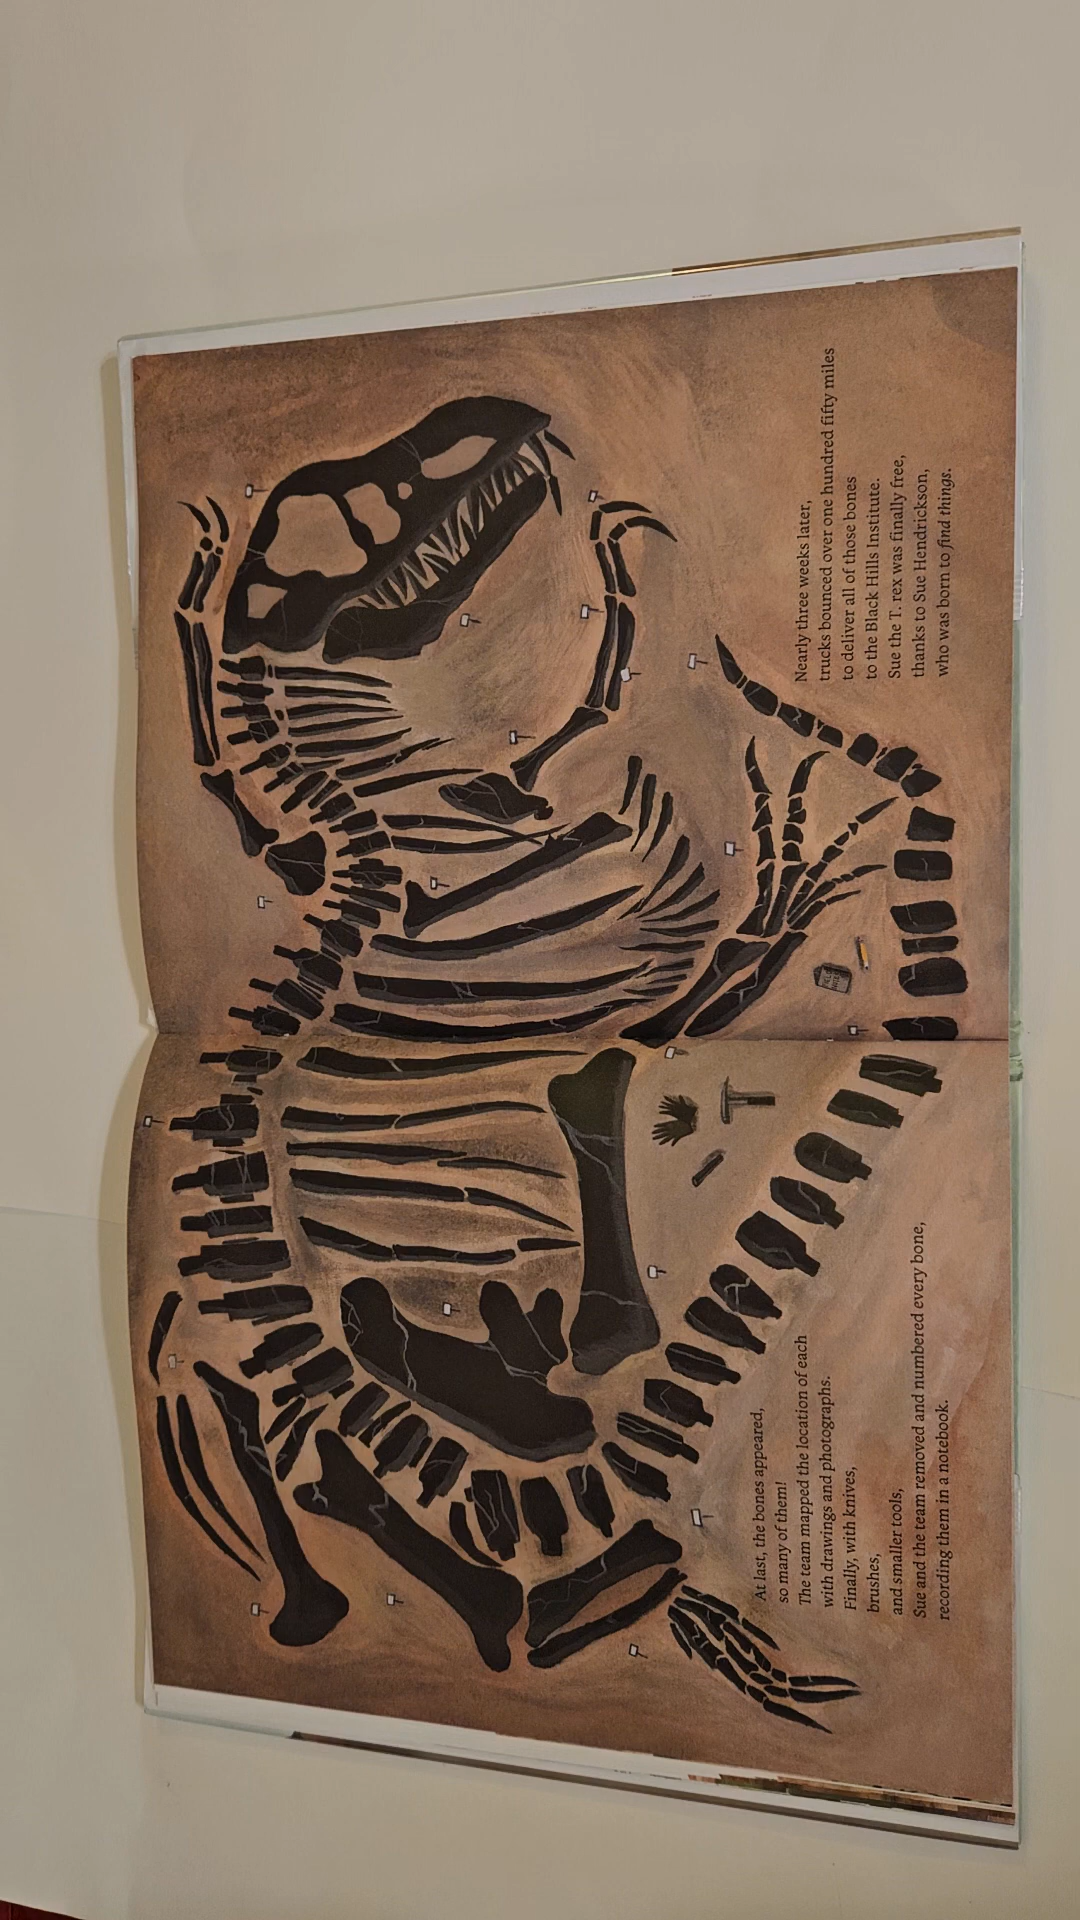 At last, the bones appeared,
so many of them!
The team mapped the location of each
with drawings and photographs.
Finally, with knives,
brushes,
and smaller tools,
Sue and the team removed and numbered every bone,
recording them in a notebook.
Nearly three weeks later,
trucks bounced over one hundred fifty miles
to deliver all of those bones
to the Black Hills Institute.
Sue the T. rex was finally free,
thanks to Sue Hendrickson,
who was born to find things.